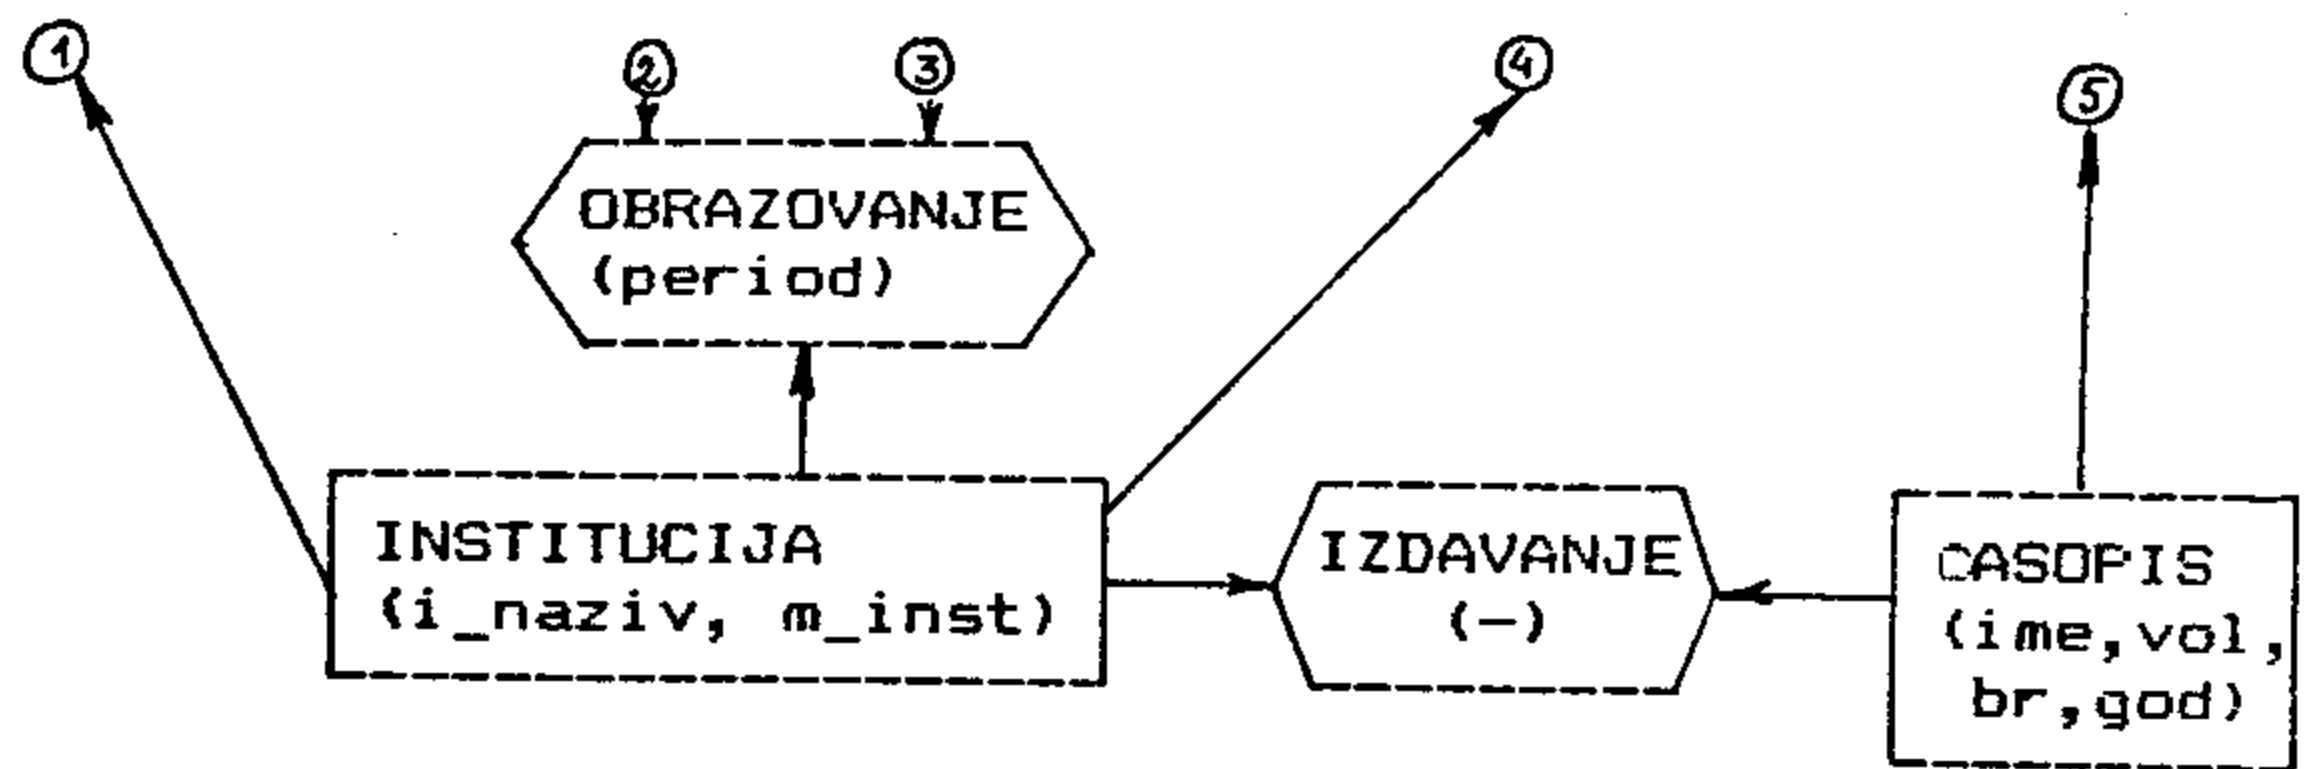 1
2
3
4
5
OBRAZOVANJE
(period)
INSTITUCIJA
(i_naziv, m_inst)
IZDAVANJE
(-)
CASOPIS
(ime,vol,
br,god)